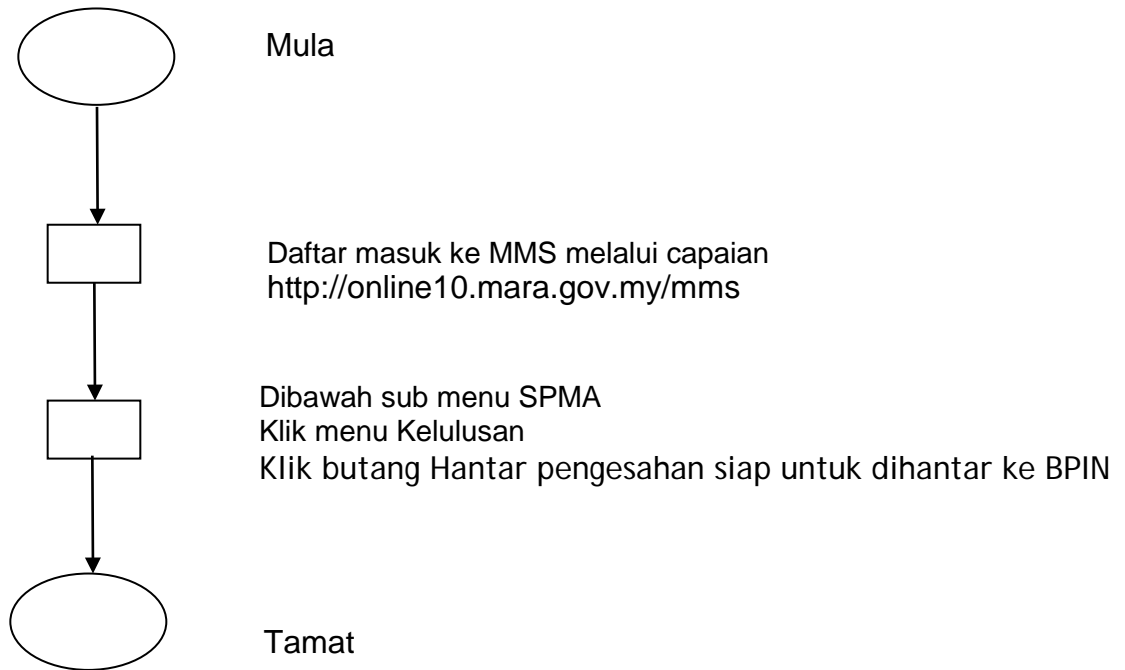 Mula
Daftar masuk ke MMS melalui capaian
http://online10.mara.gov.my/mms
Dibawah sub menu SPMA
Klik menu Kelulusan
Klik butang Hantar pengesahan siap untuk dihantar ke BPIN
Tamat